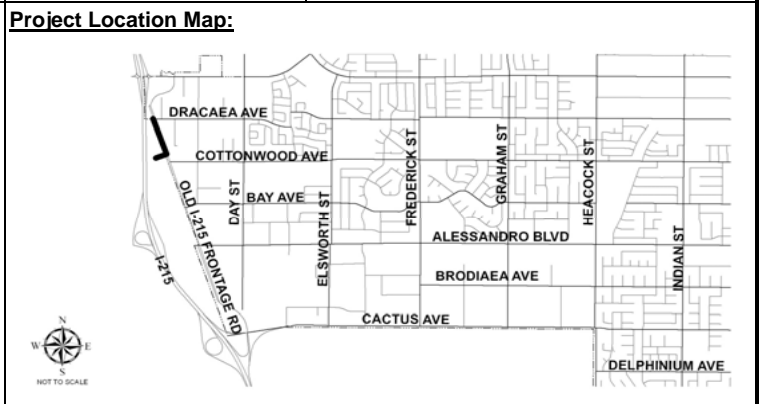 Project Location Map:
DRACAEA AVE
COTTONWOOD AVE
OLD I-215 FRONTAGE RD
DAY ST
BAY AVE
ELSWORTH ST
FREDERICK ST
GRAHAM ST
HEACOCK ST
ALESSANDRO BLVD
INDIAN ST
I-215
BRODIAEA AVE
CACTUS AVE
DELPHINIUM AVE
N
W E
S
NOT TO SCALE